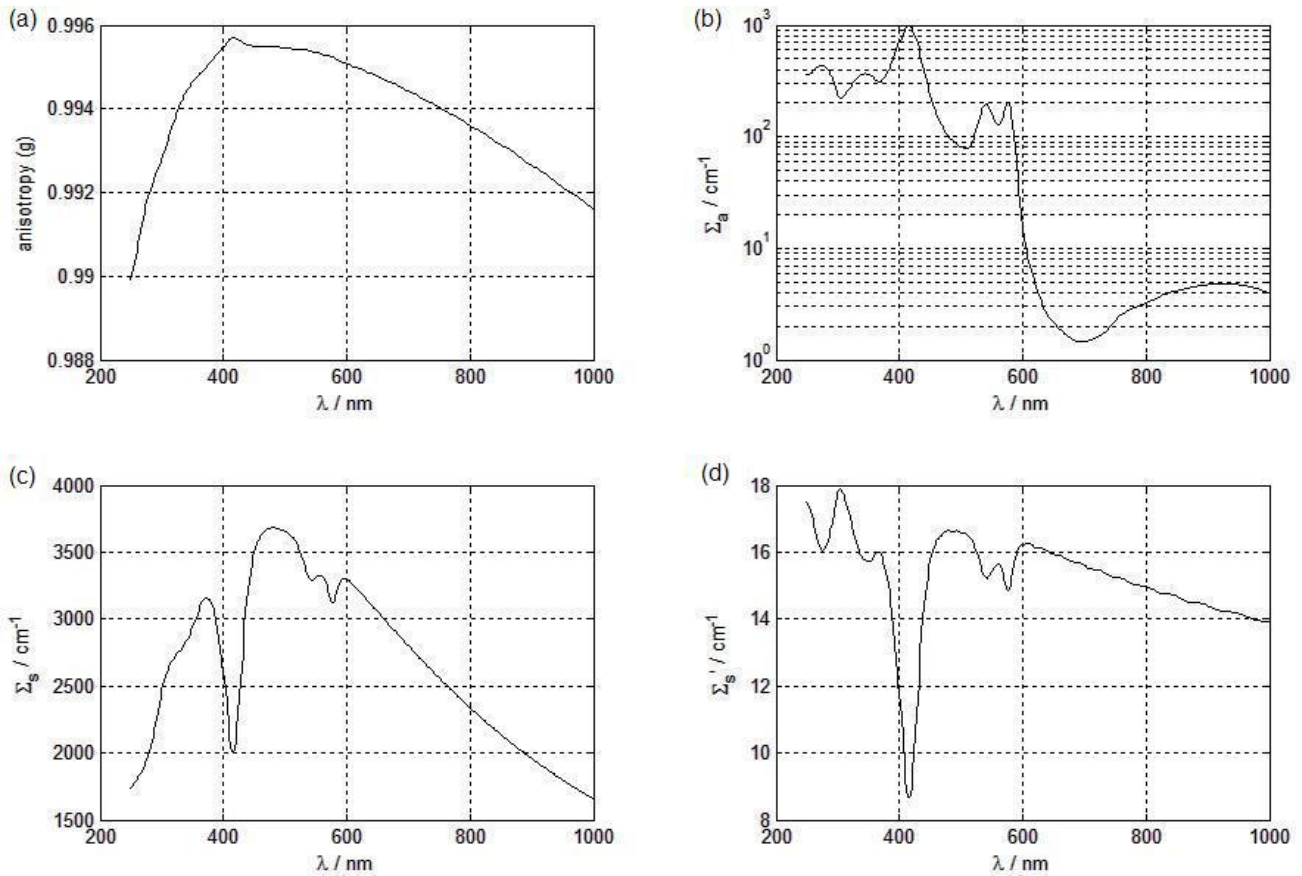 (a)
0.996
0.994
0.992
0.99
0.988
anisotropy (g)
200 400 600 800 1000
λ / nm
(b)
10³
10²
10¹
10⁰
Σa / cm⁻¹
200 400 600 800 1000
λ / nm
(c)
4000
3500
3000
2500
2000
1500
Σs / cm⁻¹
200 400 600 800 1000
λ / nm
(d)
18
16
14
12
10
8
Σs' / cm⁻¹
200 400 600 800 1000
λ / nm